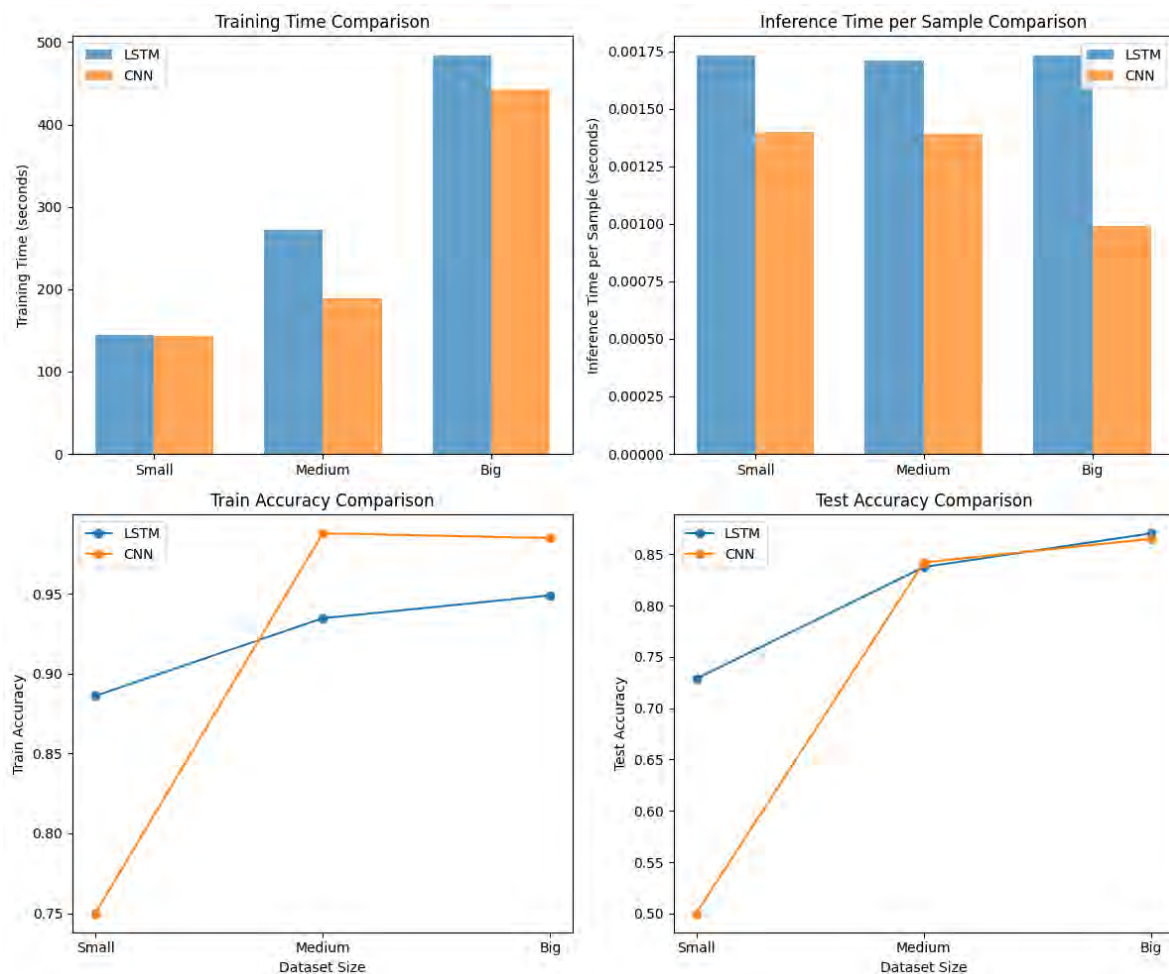 Training Time Comparison
LSTM
CNN
Training Time (seconds)
500
400
300
200
100
0
Small
Medium
Big
Inference Time per Sample Comparison
LSTM
CNN
Inference Time per Sample (seconds)
0.00175
0.00150
0.00125
0.00100
0.00075
0.00050
0.00025
0.00000
Small
Medium
Big
Train Accuracy Comparison
LSTM
CNN
Train Accuracy
0.95
0.90
0.85
0.80
0.75
Small
Medium
Big
Dataset Size
Test Accuracy Comparison
LSTM
CNN
Test Accuracy
0.85
0.80
0.75
0.70
0.65
0.60
0.55
0.50
Small
Medium
Big
Dataset Size